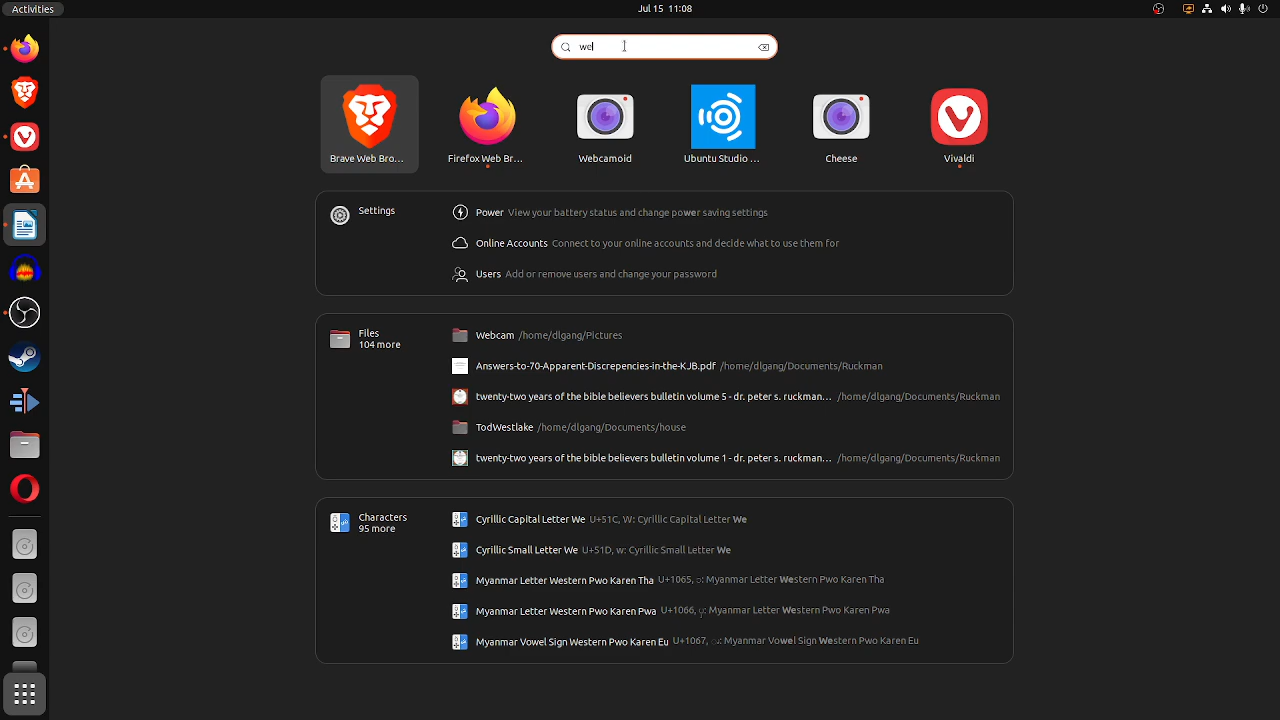 Activities
Jul 15 11:08
we
Brave Web Bro...
Firefox Web Br...
Webcamoid
Ubuntu Studio ...
Cheese
Vivaldi
Settings
Power View your battery status and change power saving settings
Online Accounts Connect to your online accounts and decide what to use them for
Users Add or remove users and change your password
Files
104 more
Webcam /home/dlgang/Pictures
Answers-to-70-Apparent-Discrepencies-in-the-KJB.pdf /home/dlgang/Documents/Ruckman
twenty-two years of the bible believers bulletin volume 5 - dr. peter s. ruckman... /home/dlgang/Documents/Ruckman
TodWestlake /home/dlgang/Documents/house
twenty-two years of the bible believers bulletin volume 1 - dr. peter s. ruckman... /home/dlgang/Documents/Ruckman
Characters
95 more
Cyrillic Capital Letter We U+51C, Ԝ: Cyrillic Capital Letter We
Cyrillic Small Letter We U+51D, ԝ: Cyrillic Small Letter We
Myanmar Letter Western Pwo Karen Tha U+1065, ၥ: Myanmar Letter Western Pwo Karen Tha
Myanmar Letter Western Pwo Karen Pwa U+1066, ၦ: Myanmar Letter Western Pwo Karen Pwa
Myanmar Vowel Sign Western Pwo Karen Eu U+1067, ၧ: Myanmar Vowel Sign Western Pwo Karen Eu